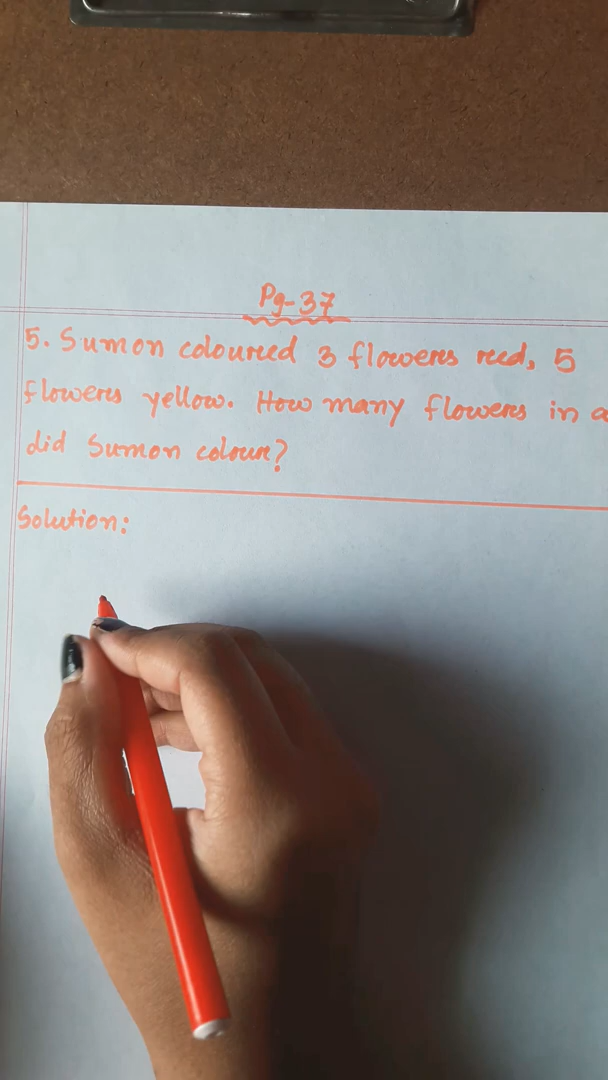 Pg-37
5. Sumon coloured 3 flowers red, 5
flowers yellow. How many flowers in
did Sumon colour?
Solution: